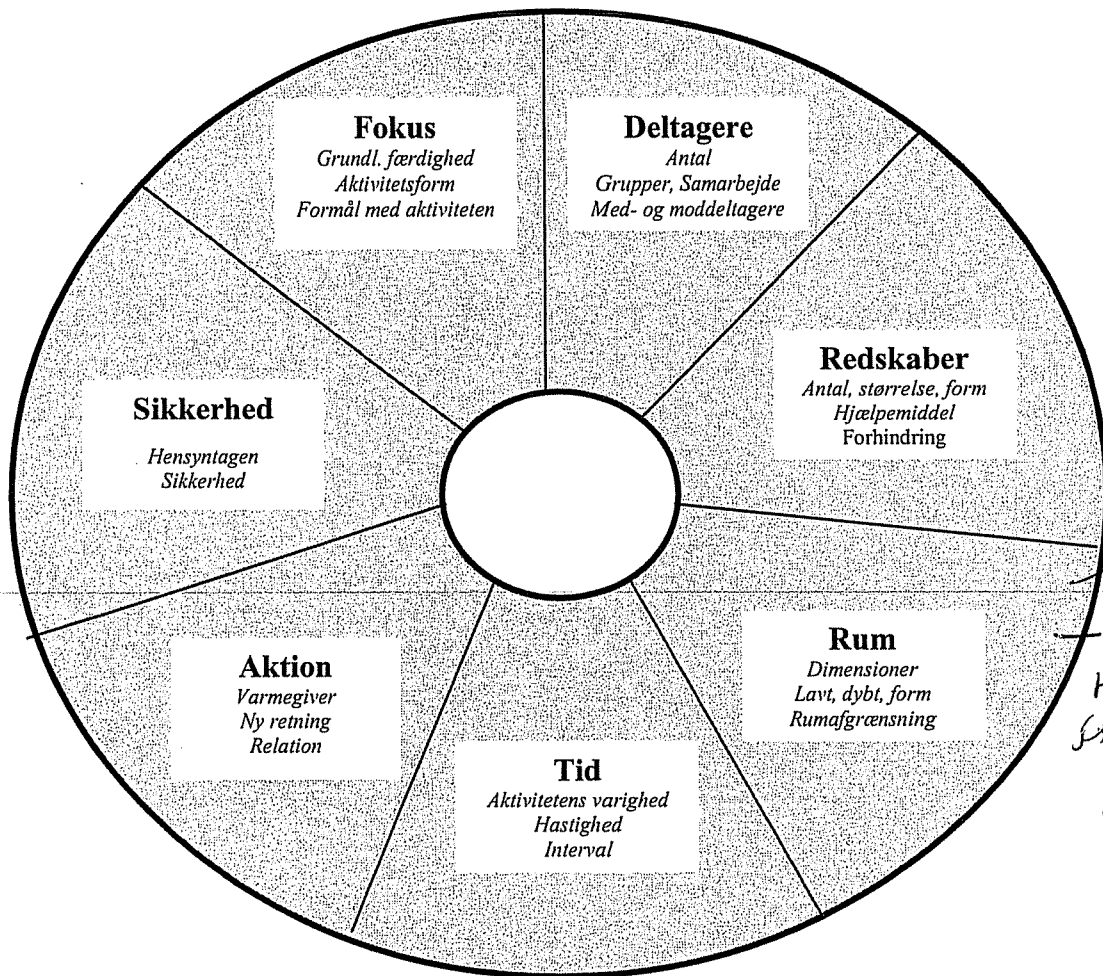 Fokus
Grundl. færdighed
Aktivitetsform
Formål med aktiviteten
Deltagere
Antal
Grupper, Samarbejde
Med- og moddeltagere
Redskaber
Antal, størrelse, form
Hjælpemiddel
Forhindring
Rum
Dimensioner
Lavt, dybt, form
Rumafgrænsning
Tid
Aktivitetens varighed
Hastighed
Interval
Aktion
Varmegiver
Ny retning
Relation
Sikkerhed
Hensyntagen
Sikkerhed